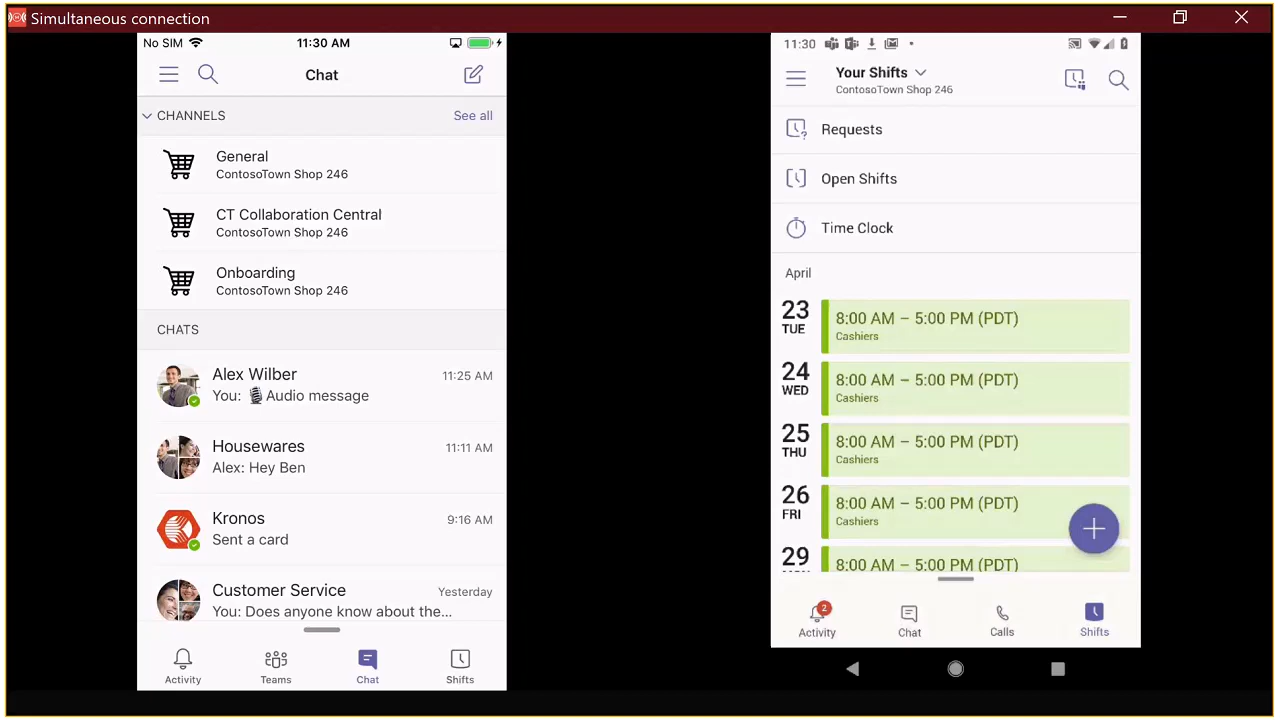 Simultaneous connection
No SIM
11:30 AM
Chat
CHANNELS
See all
General
ContosoTown Shop 246
CT Collaboration Central
ContosoTown Shop 246
Onboarding
ContosoTown Shop 246
CHATS
Alex Wilber
11:25 AM
You: 🎙Audio message
Housewares
11:11 AM
Alex: Hey Ben
Kronos
9:16 AM
Sent a card
Customer Service
Yesterday
You: Does anyone know about the...
Activity
Teams
Chat
Shifts
11:30
Your Shifts
ContosoTown Shop 246
Requests
Open Shifts
Time Clock
April
23
TUE
8:00 AM – 5:00 PM (PDT)
Cashiers
24
WED
8:00 AM – 5:00 PM (PDT)
Cashiers
25
THU
8:00 AM – 5:00 PM (PDT)
Cashiers
26
FRI
8:00 AM – 5:00 PM (PDT)
Cashiers
29
8:00 AM – 5:00 PM (PDT)
2
Activity
Chat
Calls
Shifts